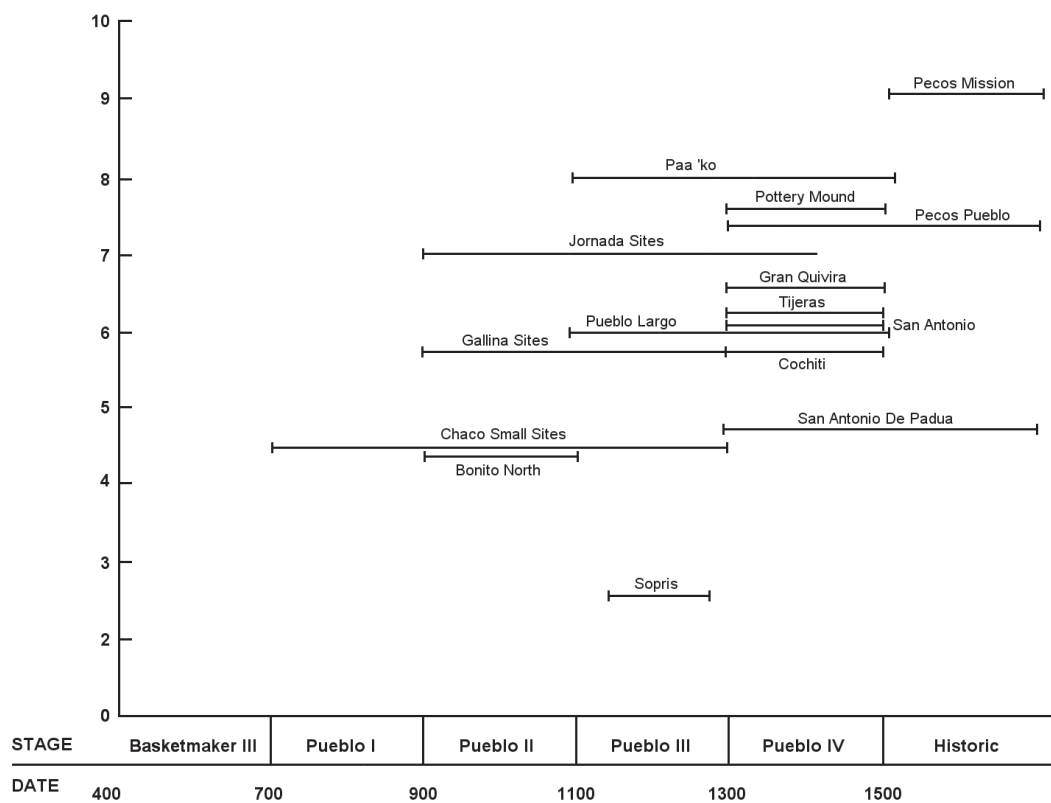 10
9
8
7
6
5
4
3
2
0
Pecos Mission
Paa 'ko
Pottery Mound
Pecos Pueblo
Jornada Sites
Gran Quivira
Tijeras
Pueblo Largo
San Antonio
Gallina Sites
Cochiti
San Antonio De Padua
Chaco Small Sites
Bonito North
Sopris
STAGE Basketmaker III Pueblo I Pueblo II Pueblo III Pueblo IV Historic
DATE 400 700 900 1100 1300 1500